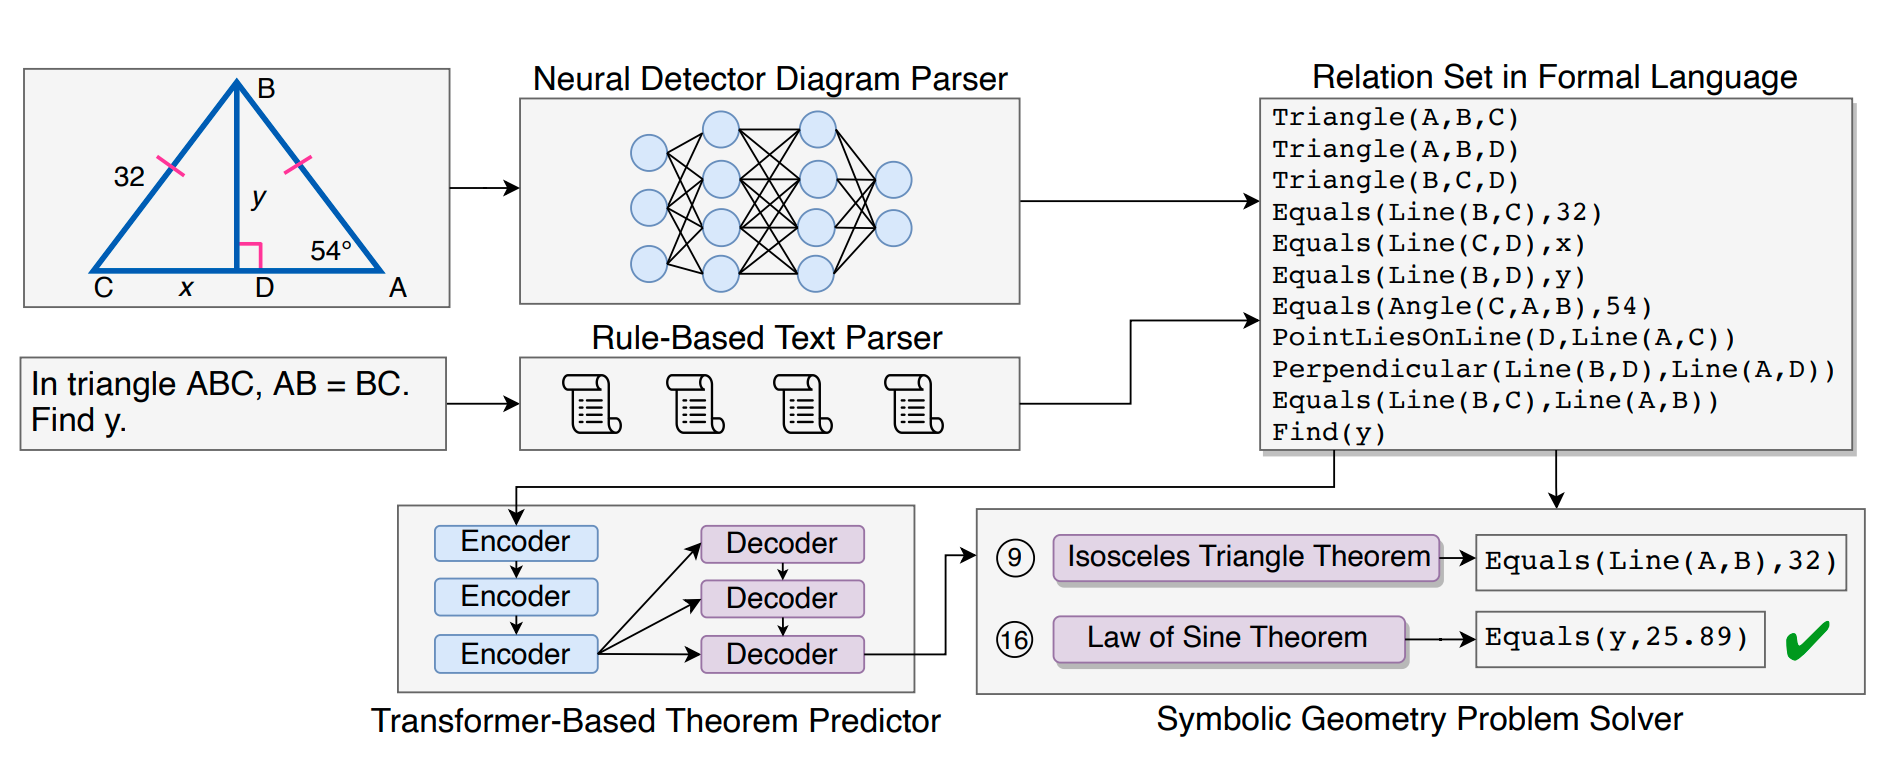 B
32
y
54°
C
x
D
A
In triangle ABC, AB = BC.
Find y.
Neural Detector Diagram Parser
Rule-Based Text Parser
Relation Set in Formal Language
Triangle(A,B,C)
Triangle(A,B,D)
Triangle(B,C,D)
Equals(Line(B,C),32)
Equals(Line(C,D),x)
Equals(Line(B,D),y)
Equals(Angle(C,A,B),54)
PointLiesOnLine(D,Line(A,C))
Perpendicular(Line(B,D),Line(A,D))
Equals(Line(B,C),Line(A,B))
Find(y)
Encoder
Encoder
Encoder
Decoder
Decoder
Decoder
Transformer-Based Theorem Predictor
9
Isosceles Triangle Theorem
Equals(Line(A,B),32)
16
Law of Sine Theorem
Equals(y,25.89)
Symbolic Geometry Problem Solver